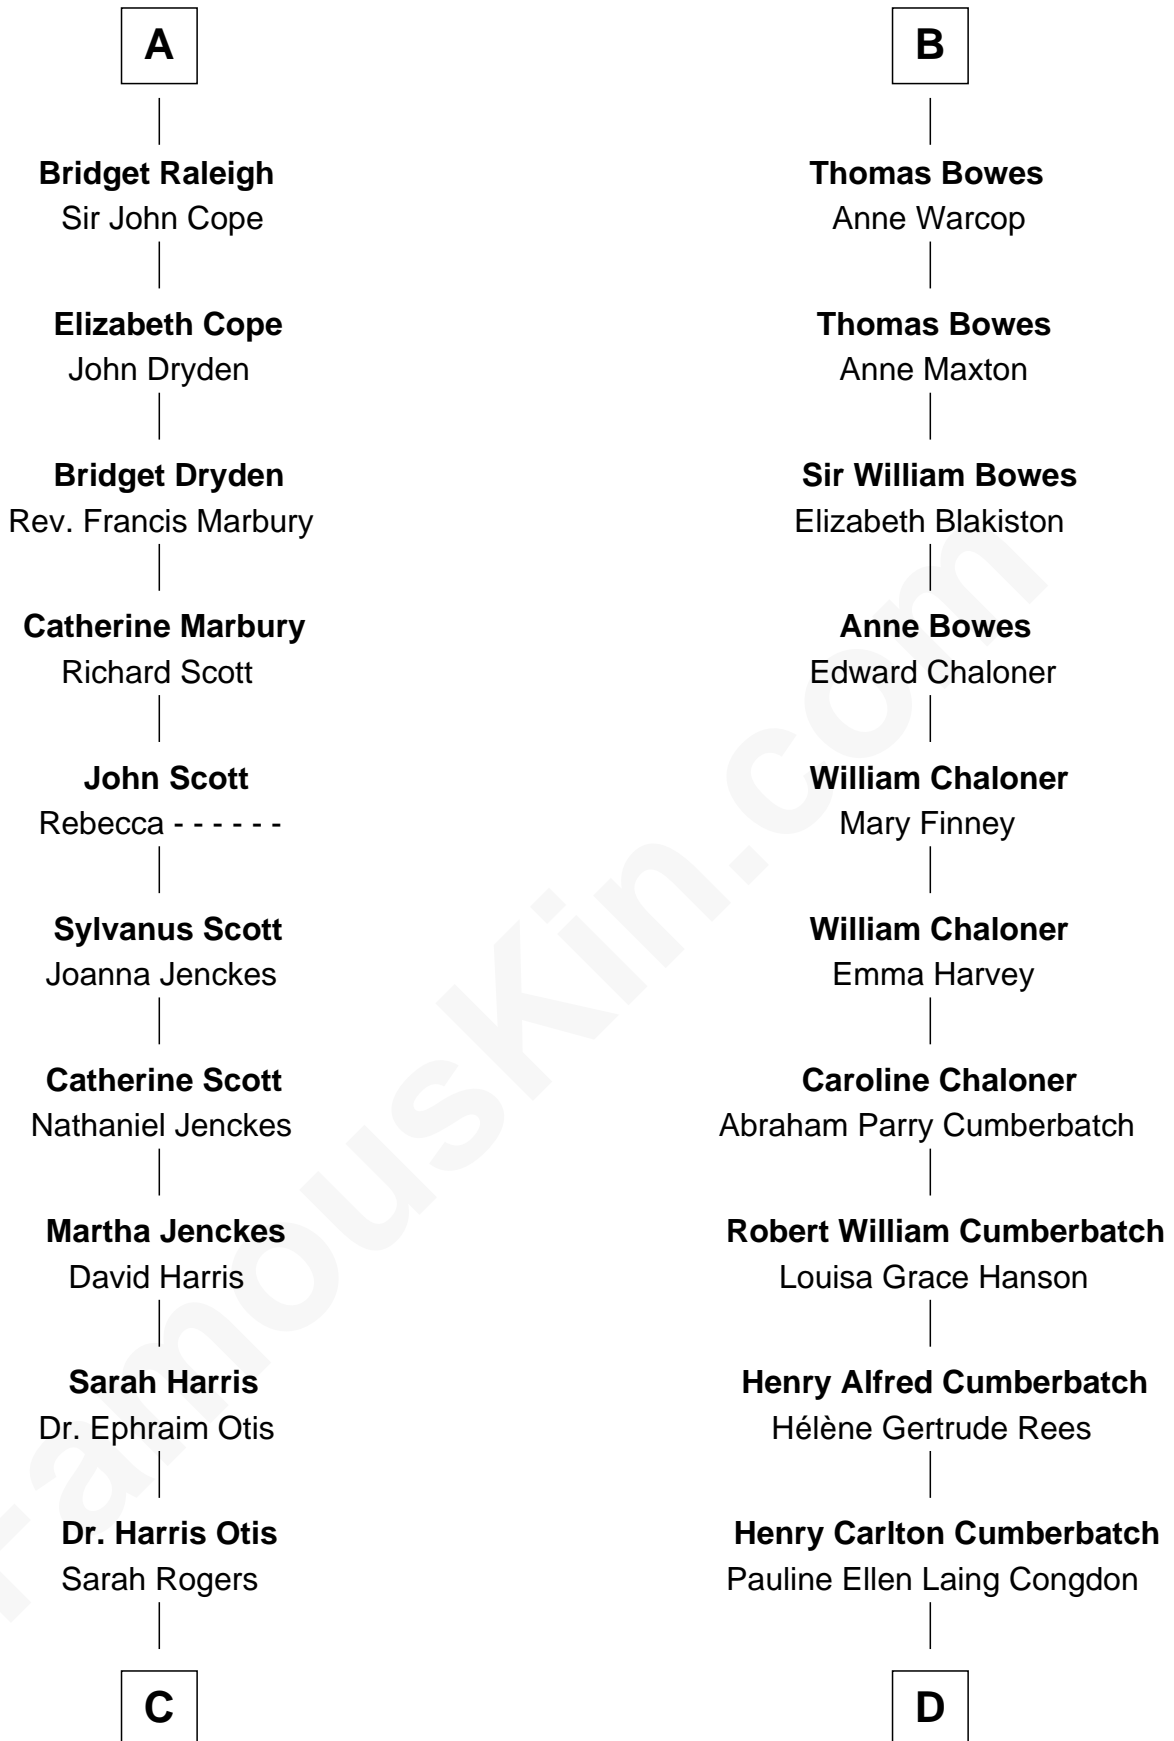 A
Bridget Raleigh
Sir John Cope
Elizabeth Cope
John Dryden
Bridget Dryden
Rev. Francis Marbury
Catherine Marbury
Richard Scott
John Scott
Rebecca - - - - - -
Sylvanus Scott
Joanna Jenckes
Catherine Scott
Nathaniel Jenckes
Martha Jenckes
David Harris
Sarah Harris
Dr. Ephraim Otis
Dr. Harris Otis
Sarah Rogers
C
B
Thomas Bowes
Anne Warcop
Thomas Bowes
Anne Maxton
Sir William Bowes
Elizabeth Blakiston
Anne Bowes
Edward Chaloner
William Chaloner
Mary Finney
William Chaloner
Emma Harvey
Caroline Chaloner
Abraham Parry Cumberbatch
Robert William Cumberbatch
Louisa Grace Hanson
Henry Alfred Cumberbatch
Hélène Gertrude Rees
Henry Carlton Cumberbatch
Pauline Ellen Laing Congdon
D
FamousKin.com